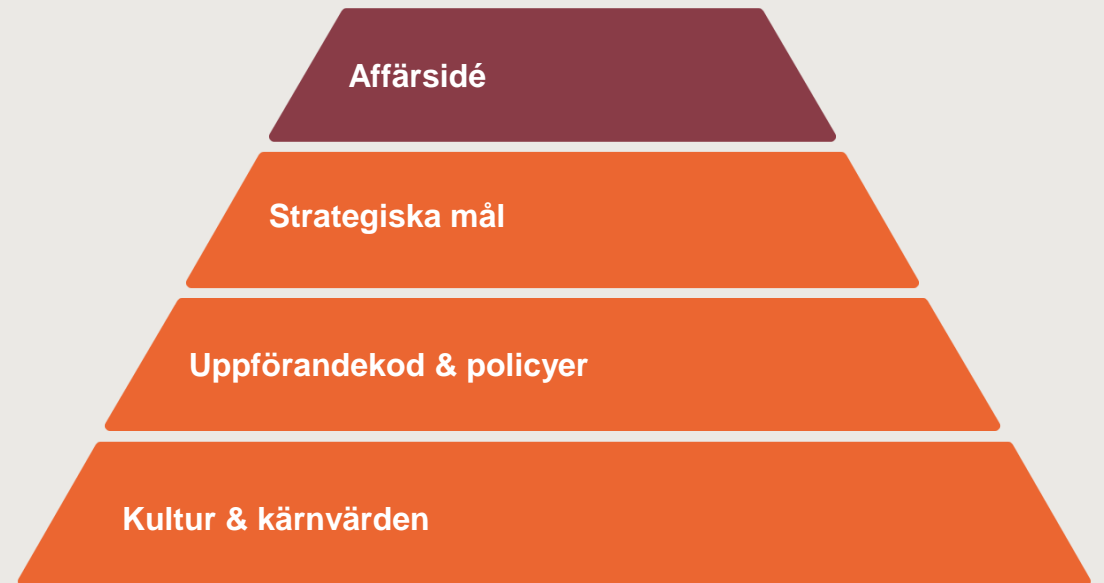 Affärsidé
Strategiska mål
Uppförandekod & policyer
Kultur & kärnvärden